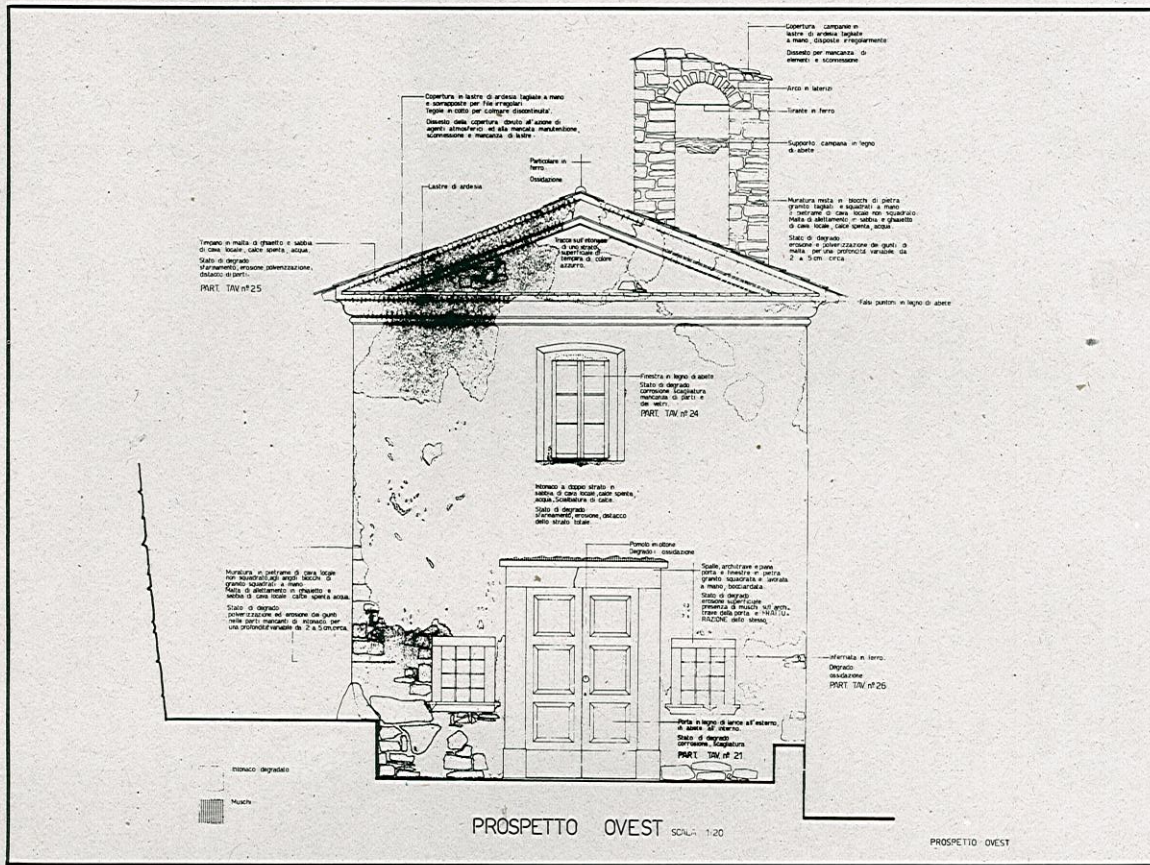 Copertura campanile in
lastre di ardesia tagliate
a mano, disposte irregolarmente
Dissesto per mancanza di
elementi e sconnessione
Arco in laterizi
Tirante in ferro
Supporto campana in legno
di abete
Copertura in lastre di ardesia tagliate a mano
e sovrapposte per file irregolari
Tegole in cotto per colmare discontinuita'.
Dissesto della copertura dovuto all'azione di
agenti atmosferici ed alla mancata manutenzione,
sconnessione e mancanza di lastre
Particolare in
ferro
Ossidazione
Lastre di ardesia
Muratura mista in blocchi di pietra
granito tagliati e squadrati a mano
e pietrame di cava locale non squadrato
Malta di allettamento in sabbia e ghiaietto
di cava locale, calce spenta, acqua.
Stato di degrado
erosione e polverizzazione dei giunti di
malta per una profondità variabile da
2 a 5 cm. circa.
Timpano in malta di ghiaietto e sabbia
di cava locale, calce spenta, acqua.
Stato di degrado
sfarinamento, erosione, polverizzazione,
distacco di parti.
PART. TAV. nº 25
Tracce sull'intonaco
di uno strato
superficiale di
tempera di colore
azzurro.
Falsi puntoni in legno di abete
Finestra in legno di abete
Stato di degrado
corrosione, scagliatura
mancanza di parti e
dei vetri.
PART. TAV. nº 24
Intonaco a doppio strato in
sabbia di cava locale, calce spenta,
acqua, Scialbatura di calce.
Stato di degrado
sfarinamento, erosione, distacco
dello strato totale.
Pomolo in ottone
Degrado: ossidazione
Spalle, architrave e piana
porta e finestre in pietra
granito squadrata e lavorata
a mano, bocciardata.
Stato di degrado
erosione superficiale
presenza di muschi sull'archi_
trave della porta e FRATTU_
RAZIONE dello stesso.
Muratura in pietrame di cava locale
non squadrato, agli angoli blocchi di
granito squadrati a mano
Malta di allettamento in ghiaietto e
sabbia di cava locale calce spenta, acqua.
Stato di degrado
polverizzazione ed erosione dei giunti
nelle parti mancanti di intonaco per
una profondità variabile da 2 a 5 cm. circa.
Inferriata in ferro.
Degrado
ossidazione
PART. TAV. nº 26
Porta in legno di larice all'esterno,
in abete all'interno.
Stato di degrado
corrosione, Scagliatura
PART. TAV. nº 21
Intonaco degradato
Muschi
PROSPETTO OVEST SCALA 1:20
PROSPETTO OVEST